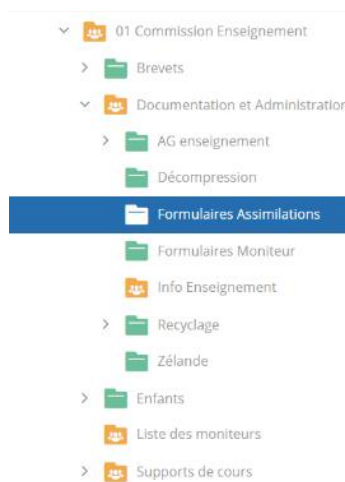 01 Commission Enseignement
Brevets
Documentation et Administration
AG enseignement
Décompression
Formulaires Assimilations
Formulaires Moniteur
Info Enseignement
Recyclage
Zélande
Enfants
Liste des moniteurs
Supports de cours